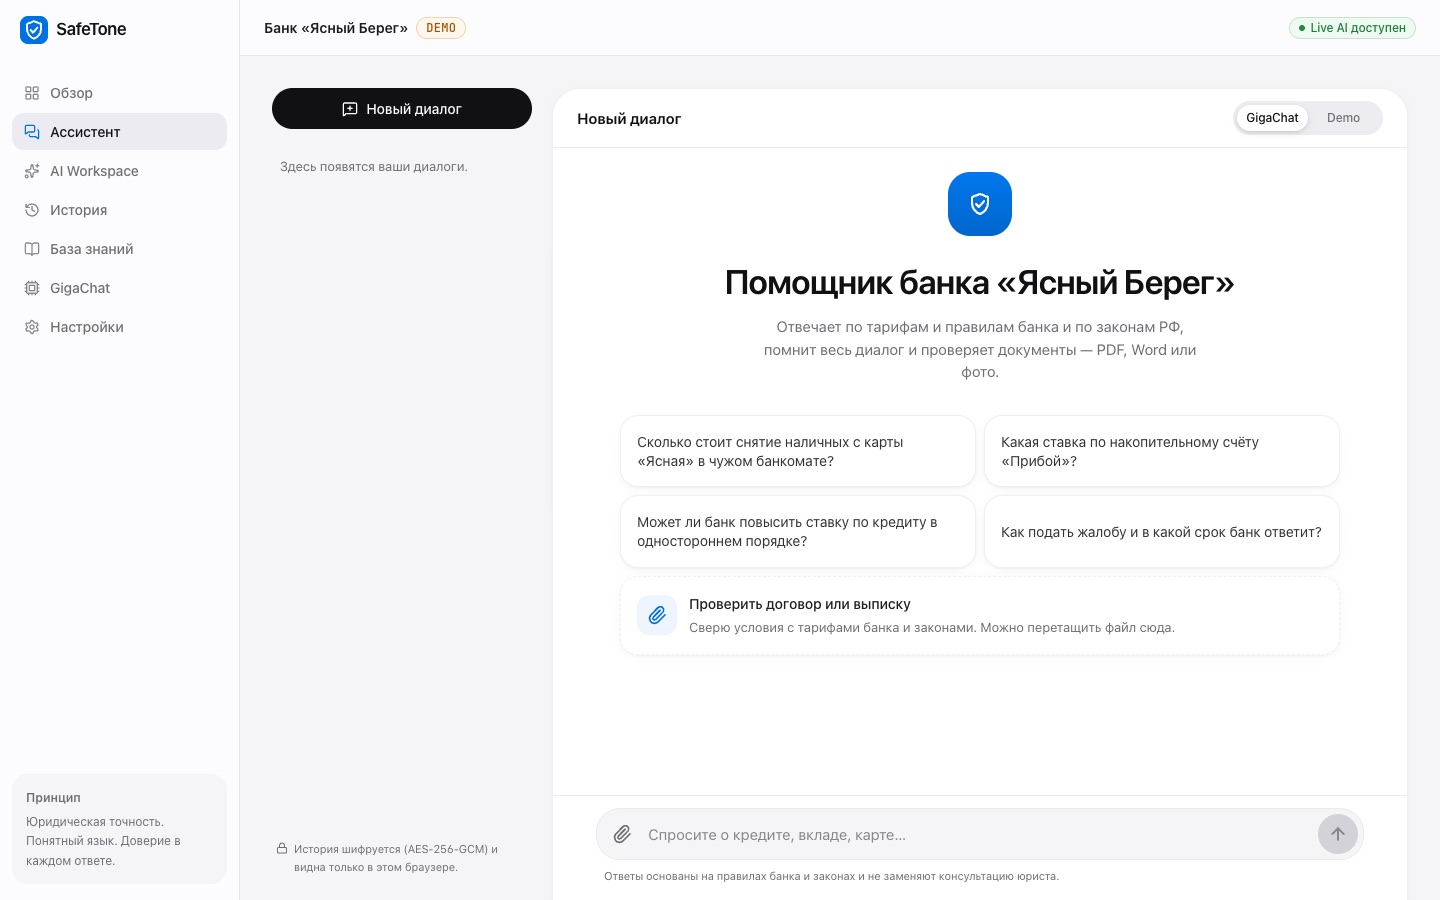 SafeTone
Обзор
Ассистент
AI Workspace
История
База знаний
GigaChat
Настройки
Принцип
Юридическая точность.
Понятный язык. Доверие в
каждом ответе.
Банк «Ясный Берег»
DEMO
Live AI доступен
Новый диалог
Здесь появятся ваши диалоги.
История шифруется (AES-256-GCM) и
видна только в этом браузере.
Новый диалог
GigaChat
Demo
Помощник банка «Ясный Берег»
Отвечает по тарифам и правилам банка и по законам РФ,
помнит весь диалог и проверяет документы — PDF, Word или
фото.
Сколько стоит снятие наличных с карты
«Ясная» в чужом банкомате?
Какая ставка по накопительному счёту
«Прибой»?
Может ли банк повысить ставку по кредиту в
одностороннем порядке?
Как подать жалобу и в какой срок банк ответит?
Проверить договор или выписку
Сверю условия с тарифами банка и законами. Можно перетащить файл сюда.
Спросите о кредите, вкладе, карте...
Ответы основаны на правилах банка и законах и не заменяют консультацию юриста.